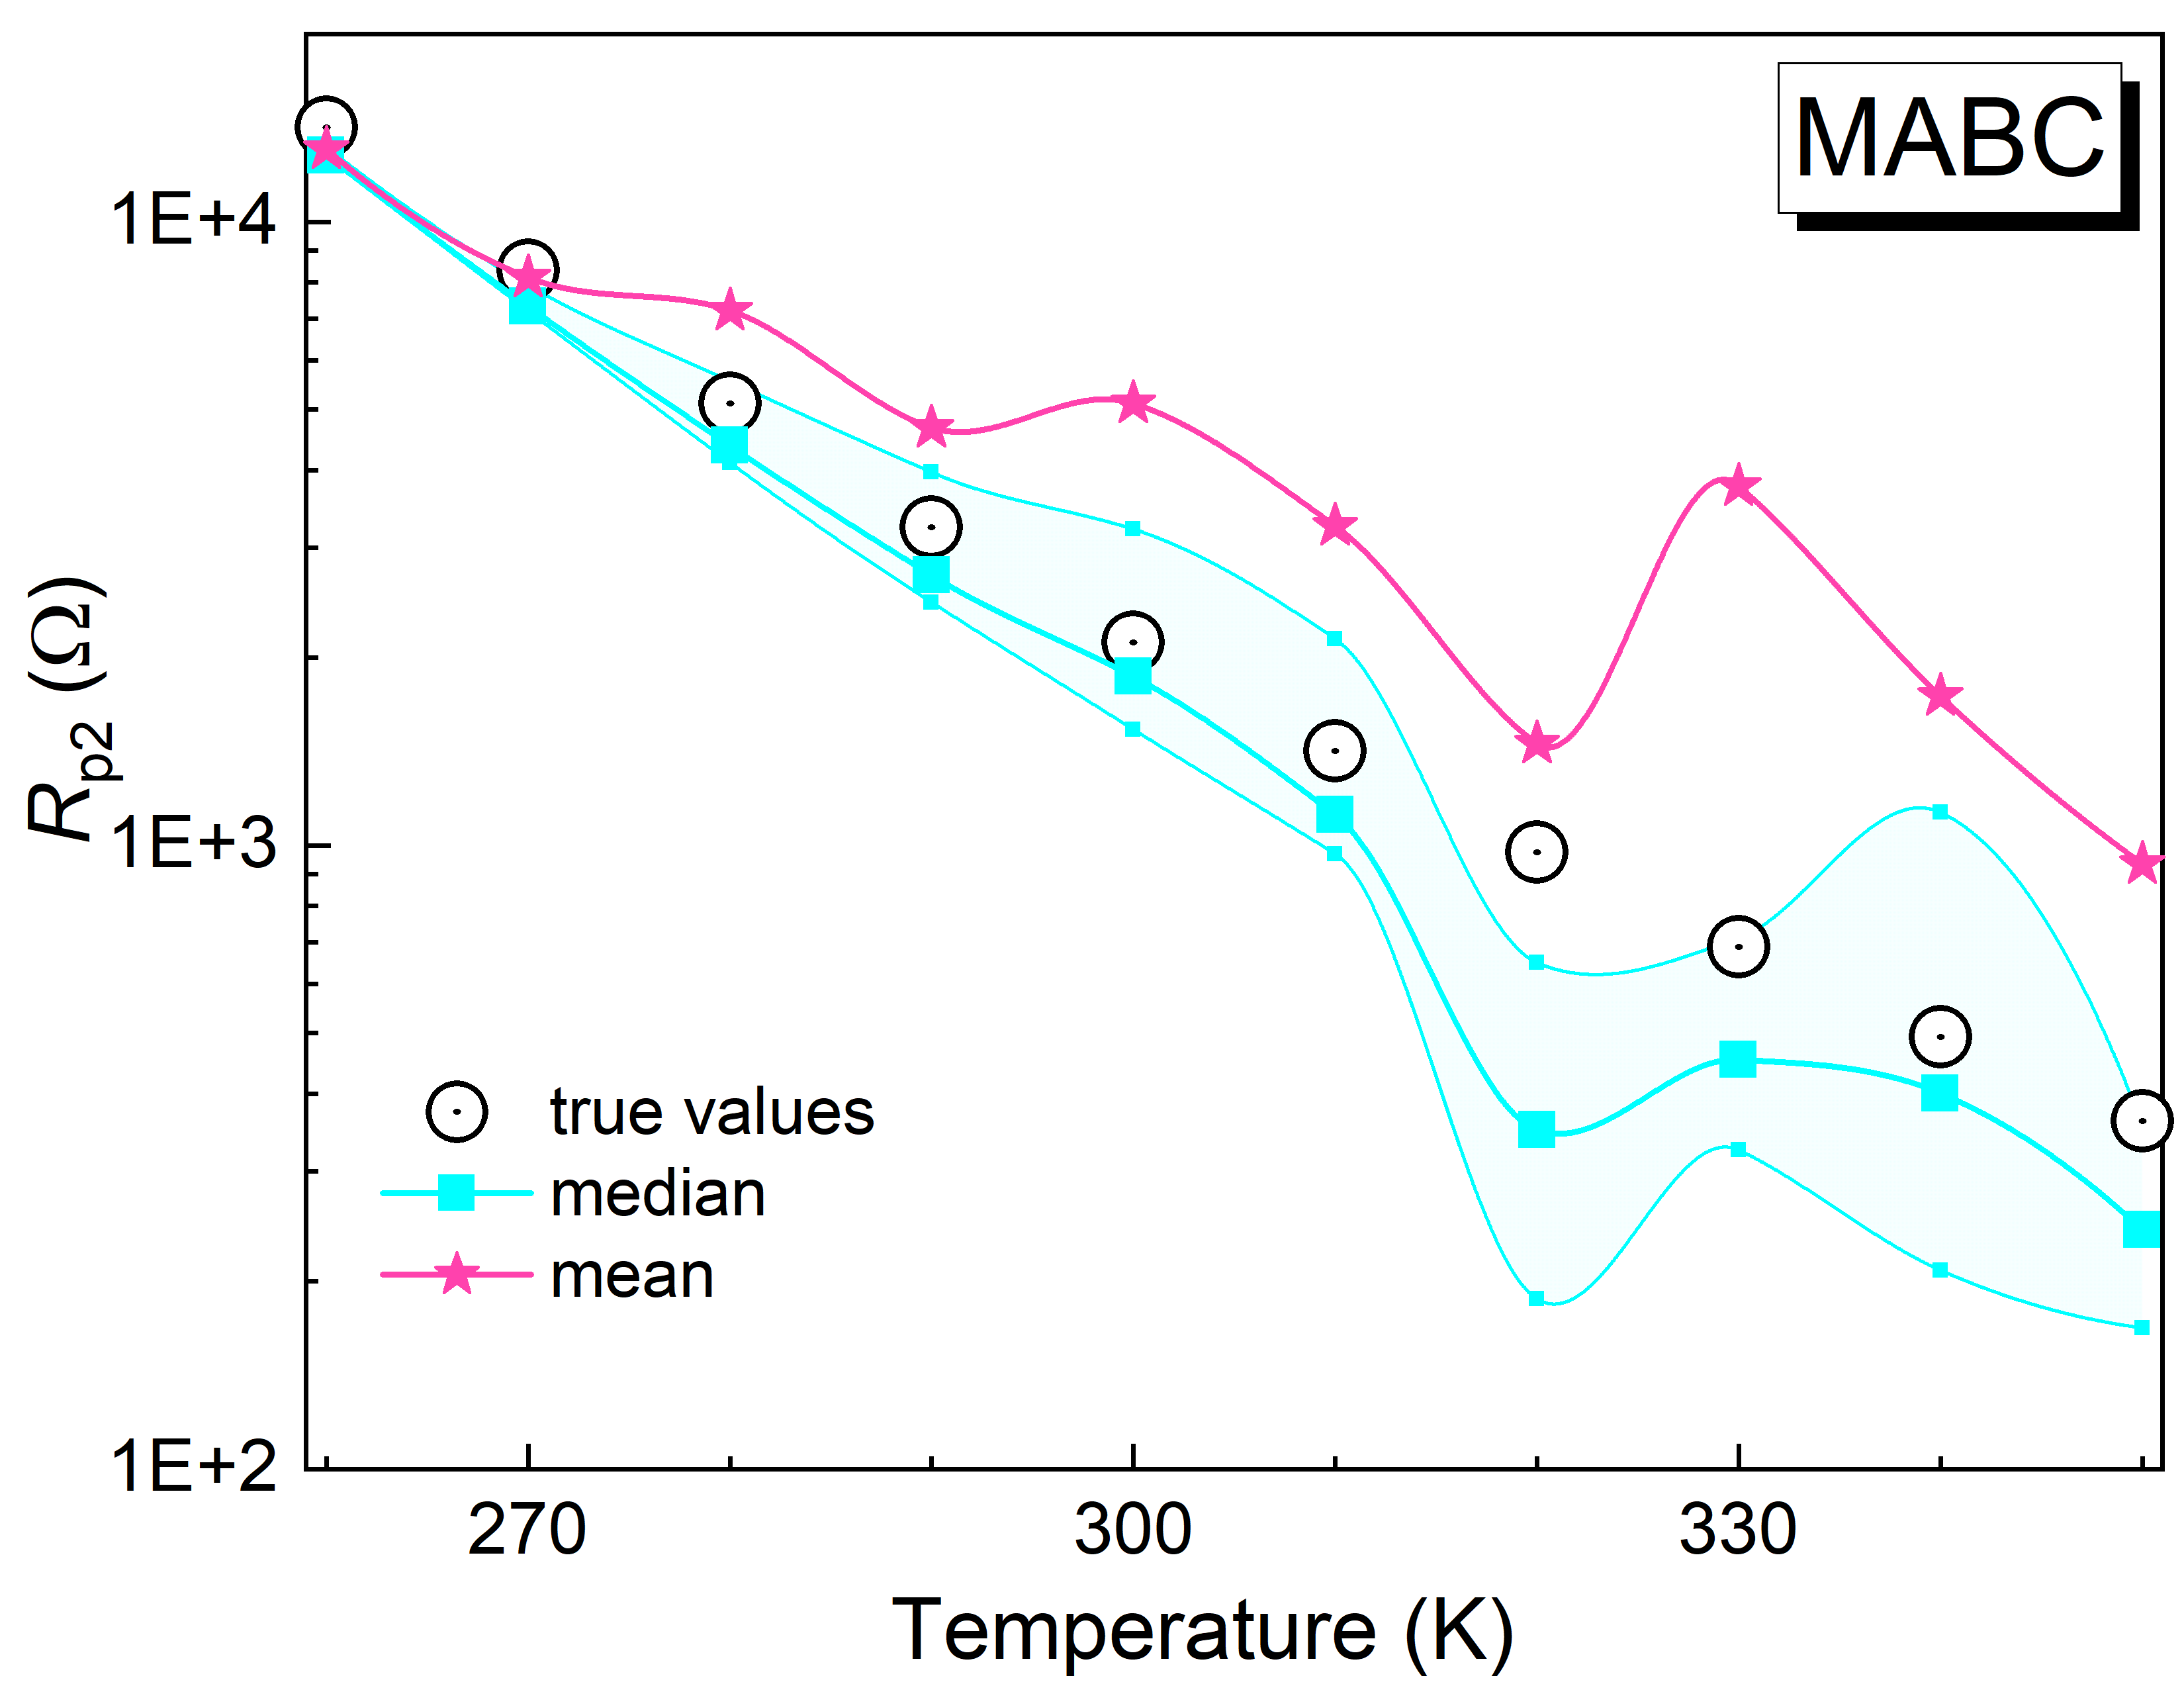 MABC
1E+4
1E+3
1E+2
Rp2 (Ω)
true values
median
mean
270 300 330
Temperature (K)